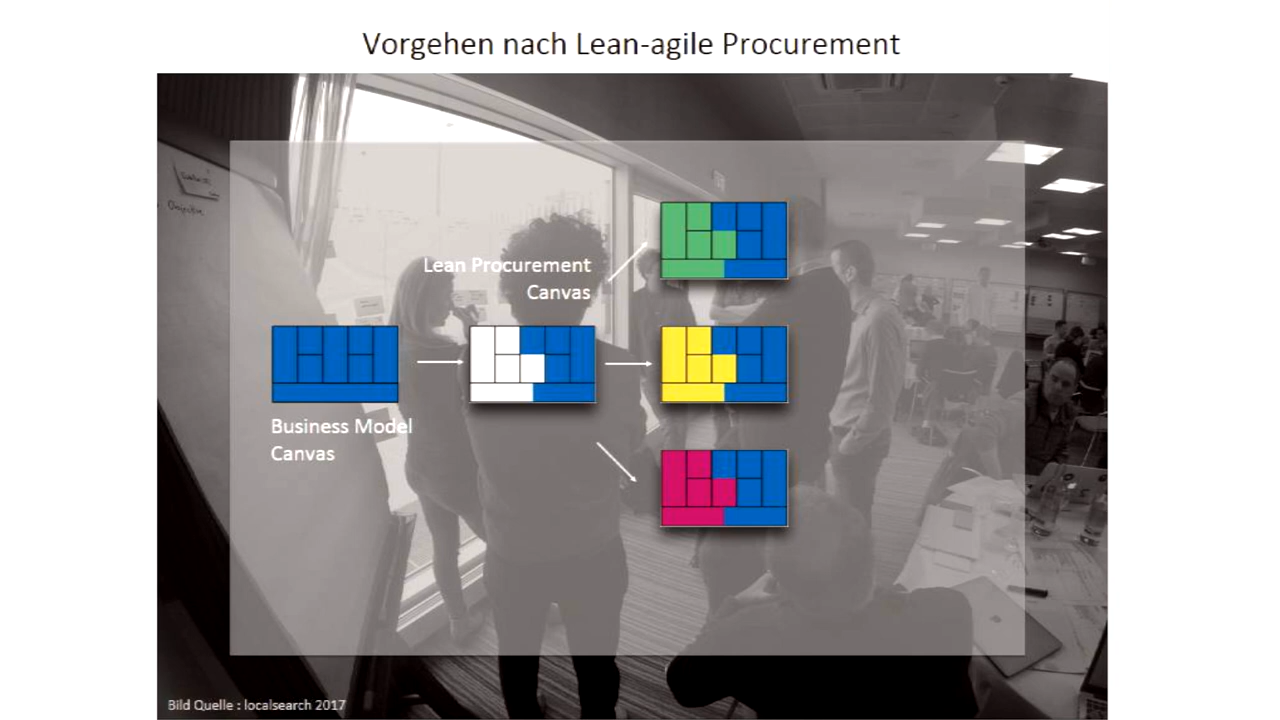 Vorgehen nach Lean-agile Procurement
Lean Procurement
Canvas
Business Model
Canvas
Bild Quelle : localsearch 2017